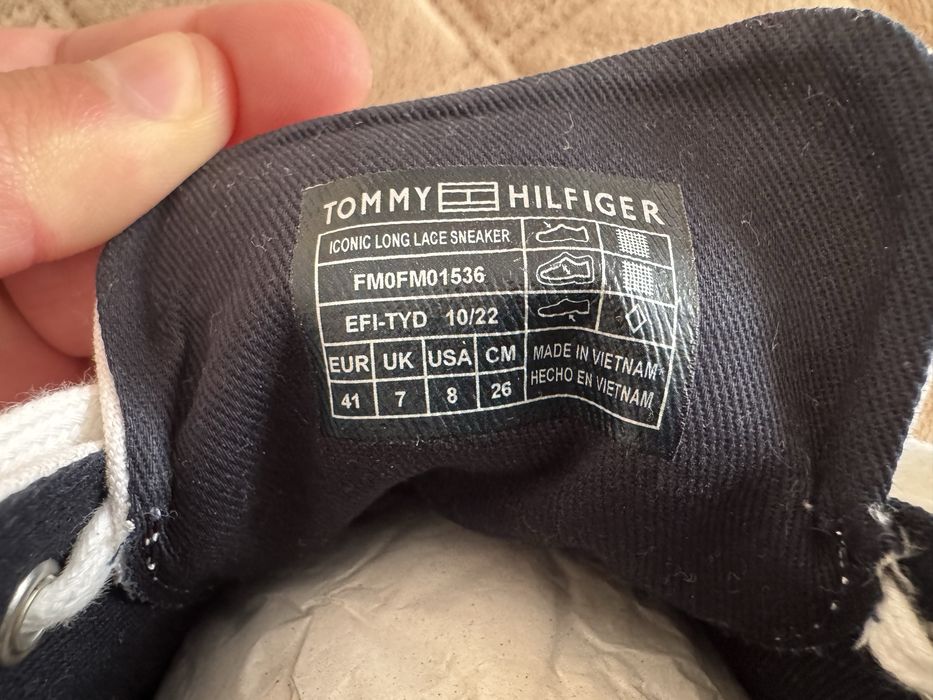 TOMMY HILFIGER
ICONIC LONG LACE SNEAKER
FM0FM01536
EFI-TYD 10/22
EUR UK USA CM
41 7 8 26
MADE IN VIETNAM
HECHO EN VIETNAM